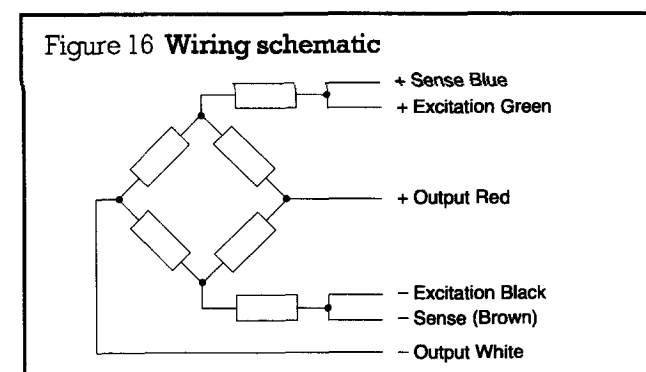 Figure 16 Wiring schematic
+ Sense Blue
+ Excitation Green
+ Output Red
– Excitation Black
– Sense (Brown)
– Output White